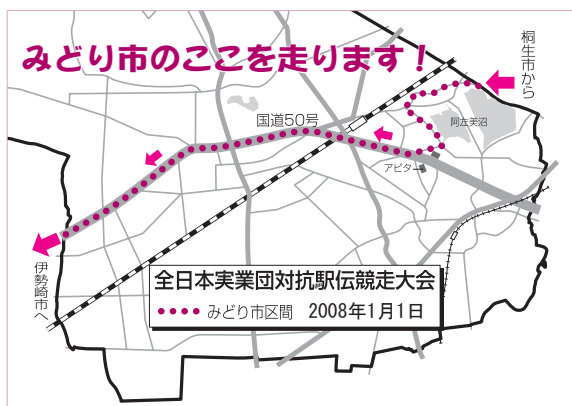 みどり市のここを走ります！
桐生市から
国道50号
阿左美沼
アピタ
伊勢崎市へ
全日本実業団対抗駅伝競走大会
みどり市区間 2008年1月1日